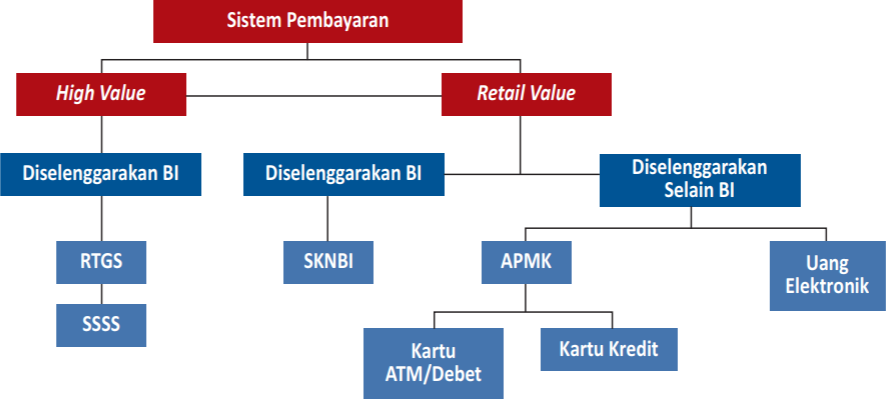 Sistem Pembayaran
High Value
Retail Value
Diselenggarakan BI
Diselenggarakan BI
Diselenggarakan
Selain BI
RTGS
SKNBI
APMK
Uang
Elektronik
SSSS
Kartu
ATM/Debet
Kartu Kredit